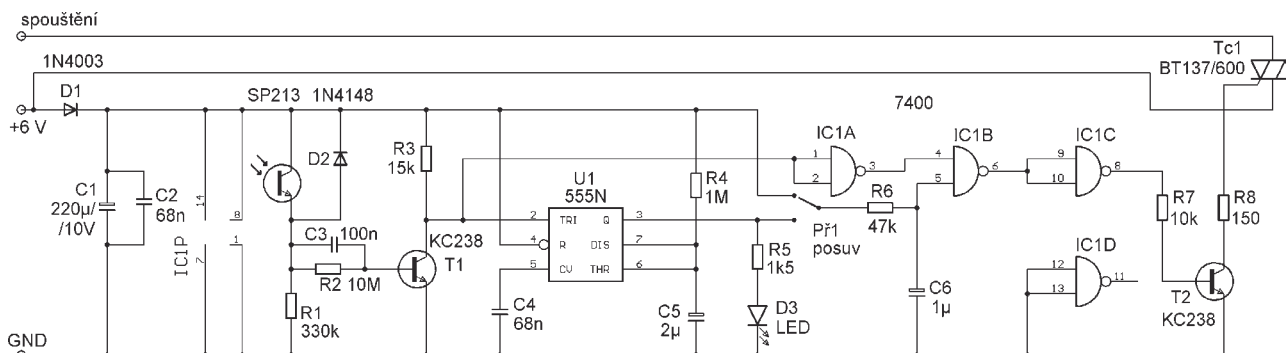 spouštění
1N4003
D1
+6 V
SP213 1N4148
Tc1
BT137/600
7400
IC1A
IC1B
IC1C
1
2
3
4
5
6
9
10
8
D2
R3
15k
U1
555N
R4
1M
C1
220µ/
/10V
C2
68n
14
7
IC1P
8
1
C3 100n
R2 10M
R1
330k
KC238
T1
2
TRI
Q
3
4
R
DIS
7
5
CV
THR
6
C4
68n
C5
2µ
R5
1k5
D3
LED
Př1
posuv
R6
47k
C6
1µ
IC1D
12
13
11
R7
10k
R8
150
T2
KC238
GND